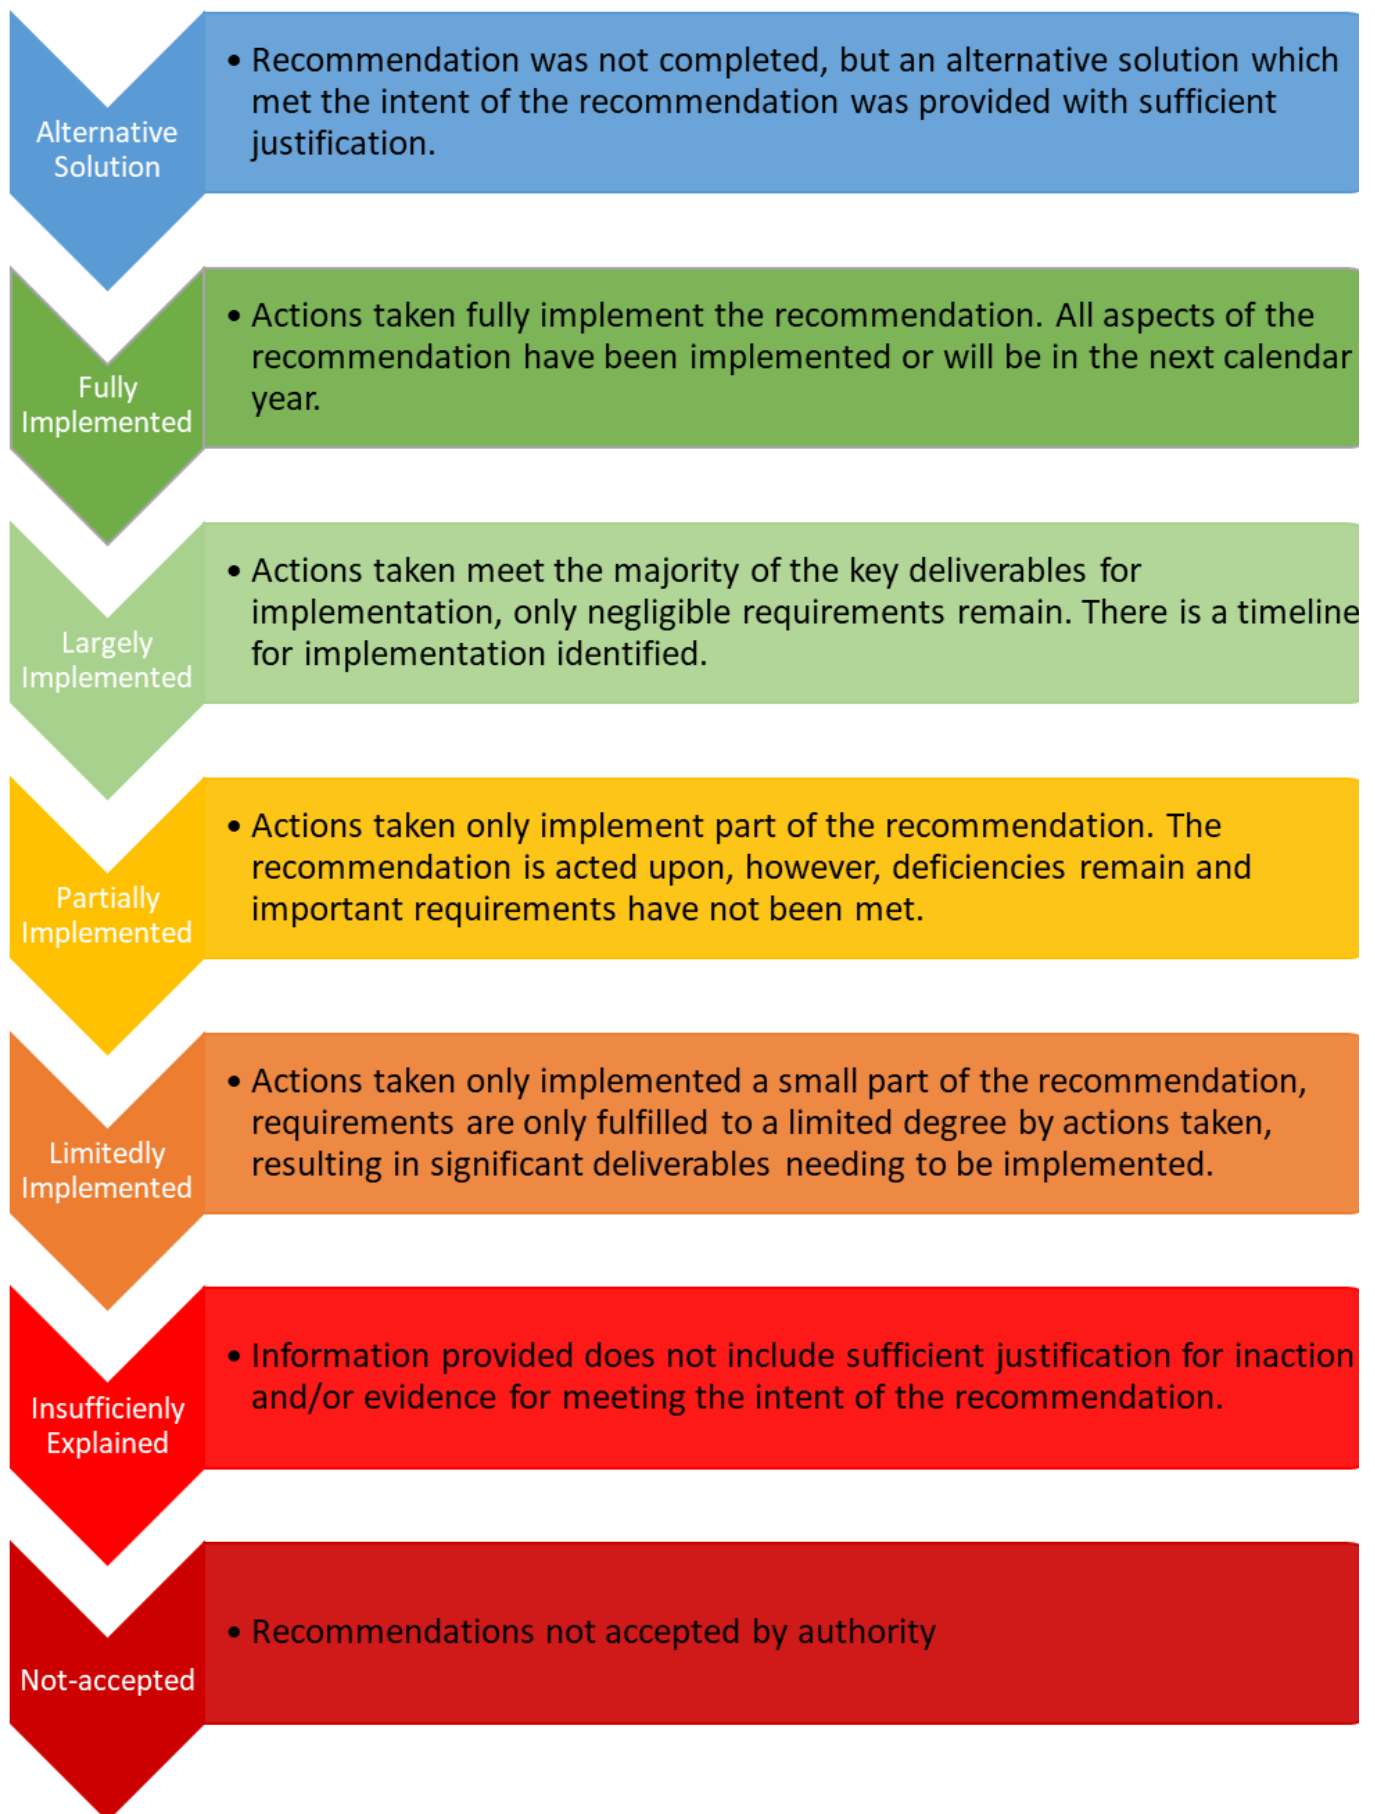 Alternative
Solution
• Recommendation was not completed, but an alternative solution which
met the intent of the recommendation was provided with sufficient
justification.
Fully
Implemented
• Actions taken fully implement the recommendation. All aspects of the
recommendation have been implemented or will be in the next calendar
year.
Largely
Implemented
• Actions taken meet the majority of the key deliverables for
implementation, only negligible requirements remain. There is a timeline
for implementation identified.
Partially
Implemented
• Actions taken only implement part of the recommendation. The
recommendation is acted upon, however, deficiencies remain and
important requirements have not been met.
Limitedly
Implemented
• Actions taken only implemented a small part of the recommendation,
requirements are only fulfilled to a limited degree by actions taken,
resulting in significant deliverables needing to be implemented.
Insufficienly
Explained
• Information provided does not include sufficient justification for inaction
and/or evidence for meeting the intent of the recommendation.
Not-accepted
• Recommendations not accepted by authority